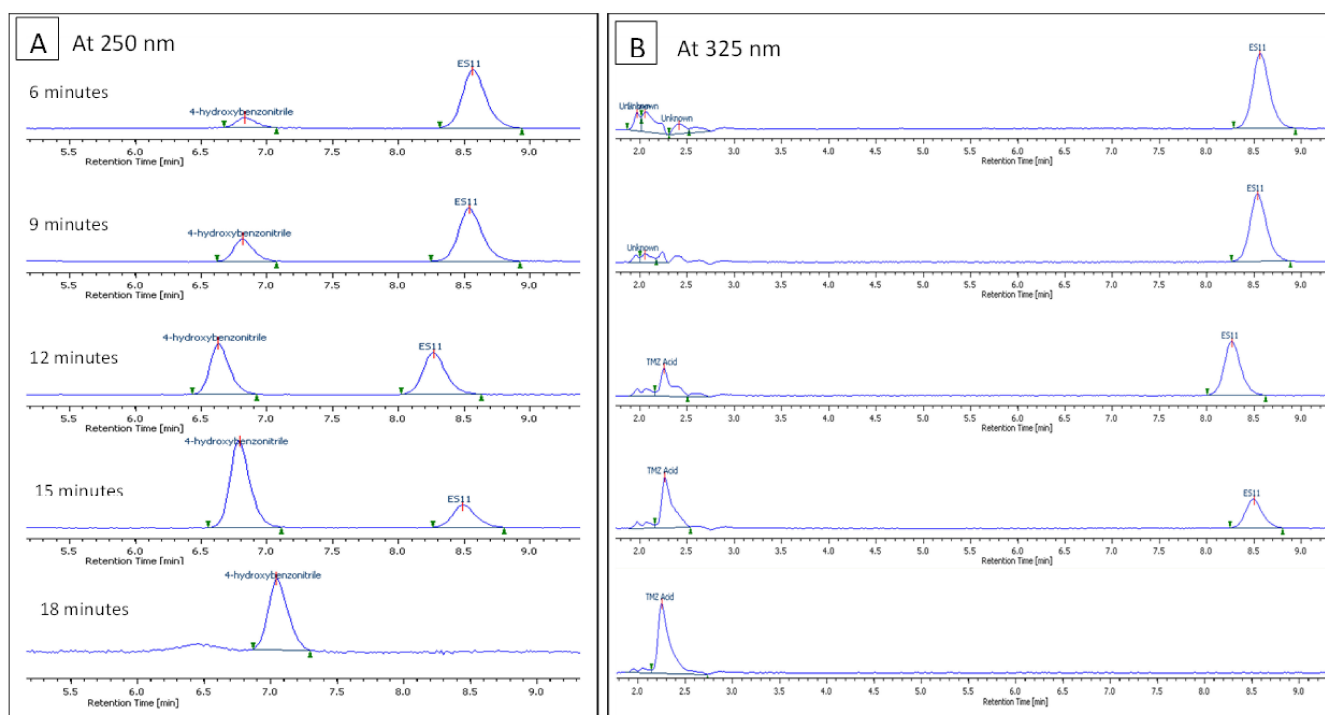 A At 250 nm
6 minutes
4-hydroxybenzonitrile
ES11
5.5 6.0 6.5 7.0 7.5 8.0 8.5 9.0
Retention Time [min]
9 minutes
4-hydroxybenzonitrile
ES11
5.5 6.0 6.5 7.0 7.5 8.0 8.5 9.0
Retention Time [min]
12 minutes
4-hydroxybenzonitrile
ES11
5.5 6.0 6.5 7.0 7.5 8.0 8.5 9.0
Retention Time [min]
15 minutes
4-hydroxybenzonitrile
ES11
5.5 6.0 6.5 7.0 7.5 8.0 8.5 9.0
Retention Time [min]
18 minutes
4-hydroxybenzonitrile
5.5 6.0 6.5 7.0 7.5 8.0 8.5 9.0
Retention Time [min]
B At 325 nm
Unknown
Unknown
ES11
2.0 2.5 3.0 3.5 4.0 4.5 5.0 5.5 6.0 6.5 7.0 7.5 8.0 8.5 9.0
Retention Time [min]
Unknown
ES11
2.0 2.5 3.0 3.5 4.0 4.5 5.0 5.5 6.0 6.5 7.0 7.5 8.0 8.5 9.0
Retention Time [min]
TMZ Acid
ES11
2.0 2.5 3.0 3.5 4.0 4.5 5.0 5.5 6.0 6.5 7.0 7.5 8.0 8.5 9.0
Retention Time [min]
TMZ Acid
ES11
2.0 2.5 3.0 3.5 4.0 4.5 5.0 5.5 6.0 6.5 7.0 7.5 8.0 8.5 9.0
Retention Time [min]
TMZ Acid
2.0 2.5 3.0 3.5 4.0 4.5 5.0 5.5 6.0 6.5 7.0 7.5 8.0 8.5 9.0
Retention Time [min]